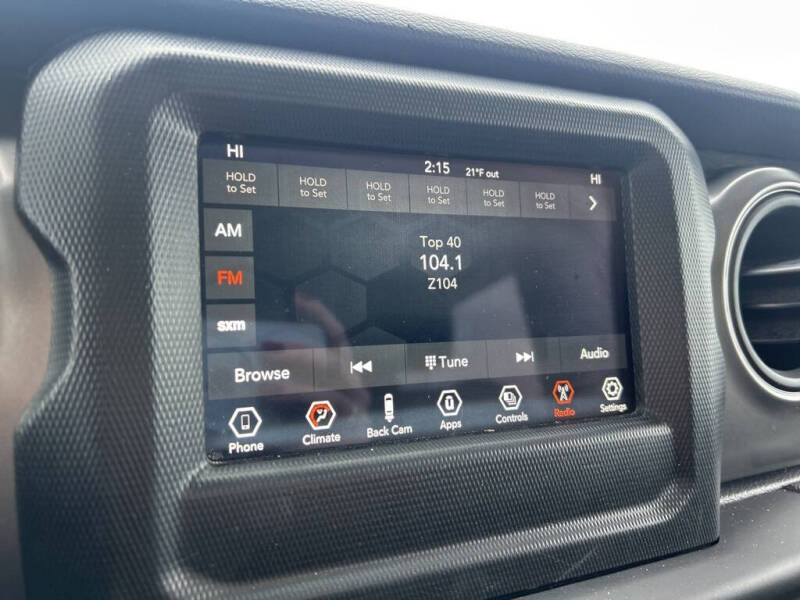 HI 2:15 21°F out HI
HOLD HOLD HOLD HOLD HOLD HOLD
to Set to Set to Set to Set to Set to Set
AM
Top 40
104.1
Z104
FM
sxm
Browse Tune Audio
Phone Climate Back Cam Apps Controls Radio Settings